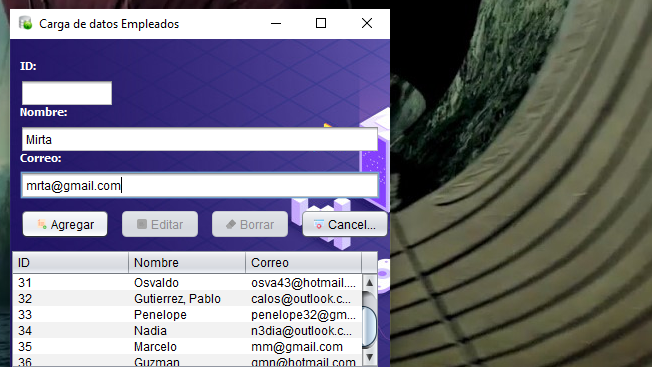 Carga de datos Empleados
ID:
Nombre:
Mirta
Correo:
mrta@gmail.com
Agregar Editar Borrar Cancel...
ID Nombre Correo
31 Osvaldo osva43@hotmail....
32 Gutierrez, Pablo calos@outlook.c...
33 Penelope penelope32@gm...
34 Nadia n3dia@outlook.c...
35 Marcelo mm@gmail.com
36 Guzman gmn@hotmail.com